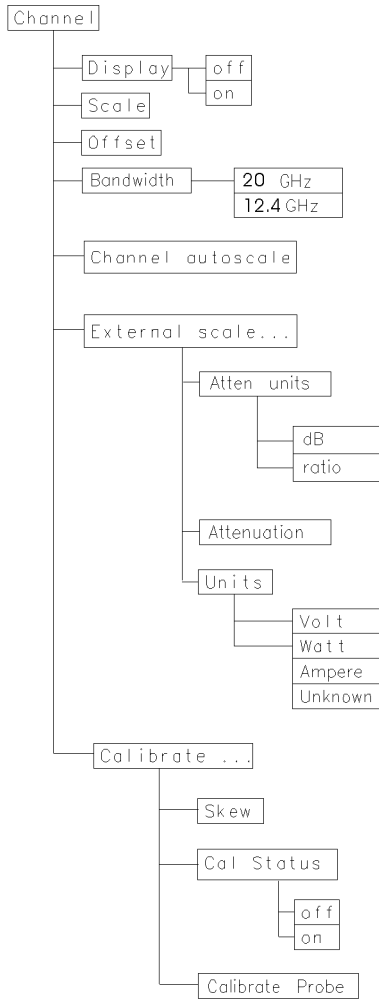 Channel
Display
off
on
Scale
Offset
Bandwidth
20 GHz
12.4 GHz
Channel autoscale
External scale...
Atten units
dB
ratio
Attenuation
Units
Volt
Watt
Ampere
Unknown
Calibrate ...
Skew
Cal Status
off
on
Calibrate Probe